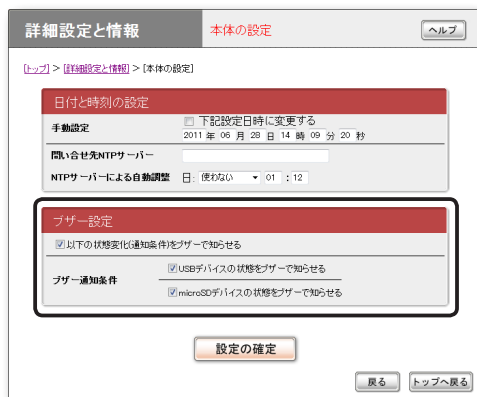 詳細設定と情報
本体の設定
ヘルプ
[トップ] > [詳細設定と情報] > [本体の設定]
日付と時刻の設定
手動設定
下記設定日時に変更する
2011 年 06 月 28 日 14 時 09 分 20 秒
問い合せ先NTPサーバー
NTPサーバーによる自動調整 日: 使わない 01 : 12
ブザー設定
以下の状態変化(通知条件)をブザーで知らせる
ブザー通知条件
USBデバイスの状態をブザーで知らせる
microSDデバイスの状態をブザーで知らせる
設定の確定
戻る トップへ戻る